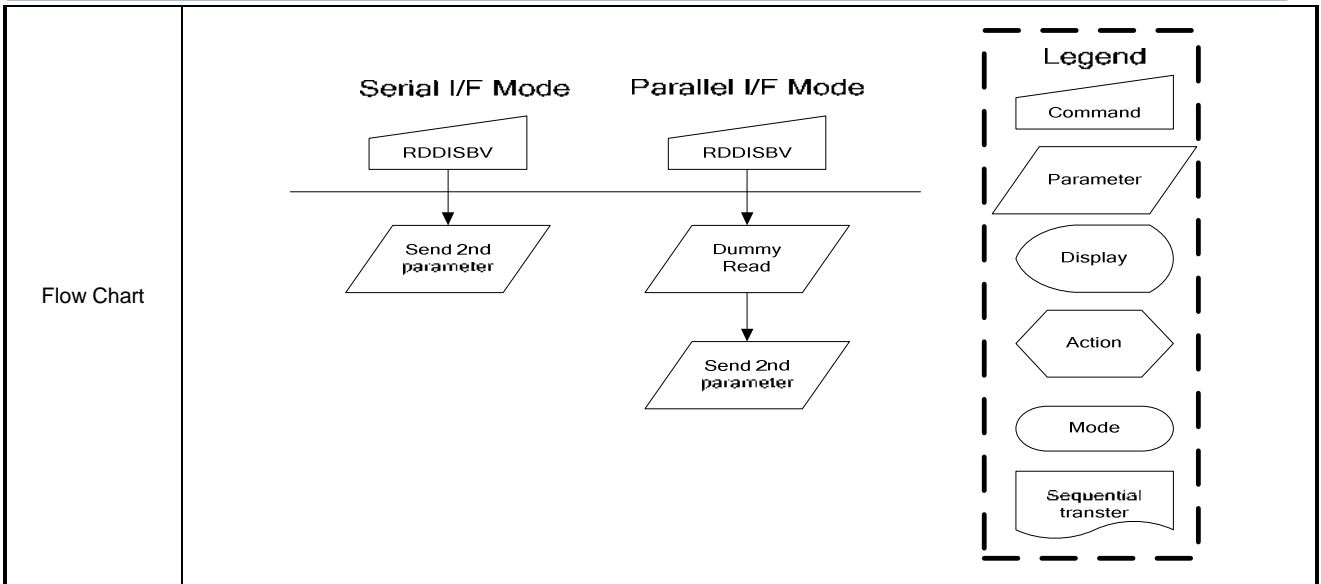 Flow Chart
Serial I/F Mode
RDDISBV
Send 2nd
parameter
Parallel I/F Mode
RDDISBV
Dummy
Read
Send 2nd
parameter
Legend
Command
Parameter
Display
Action
Mode
Sequential
transter